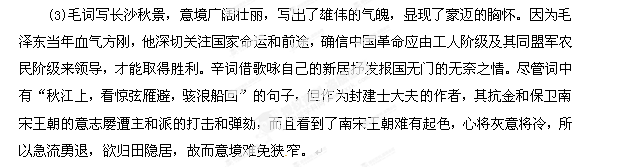 (3)毛词写长沙秋景，意境广阔壮丽，写出了雄伟的气魄，显现了豪迈的胸怀。因为毛
泽东当年血气方刚，他深切关注国家命运和前途，确信中国革命应由工人阶级及其同盟军农
民阶级来领导，才能取得胜利。辛词借歌咏自己的新居抒发报国无门的无奈之情。尽管词中
有“秋江上，看惊弦雁避，骇浪船回”的句子，但作为封建士大夫的作者，其抗金和保卫南
宋王朝的意志屡遭主和派的打击和弹劾，而且看到了南宋王朝难有起色，心将灰意将冷，所
以急流勇退，欲归田隐居，故而意境难免狭窄。